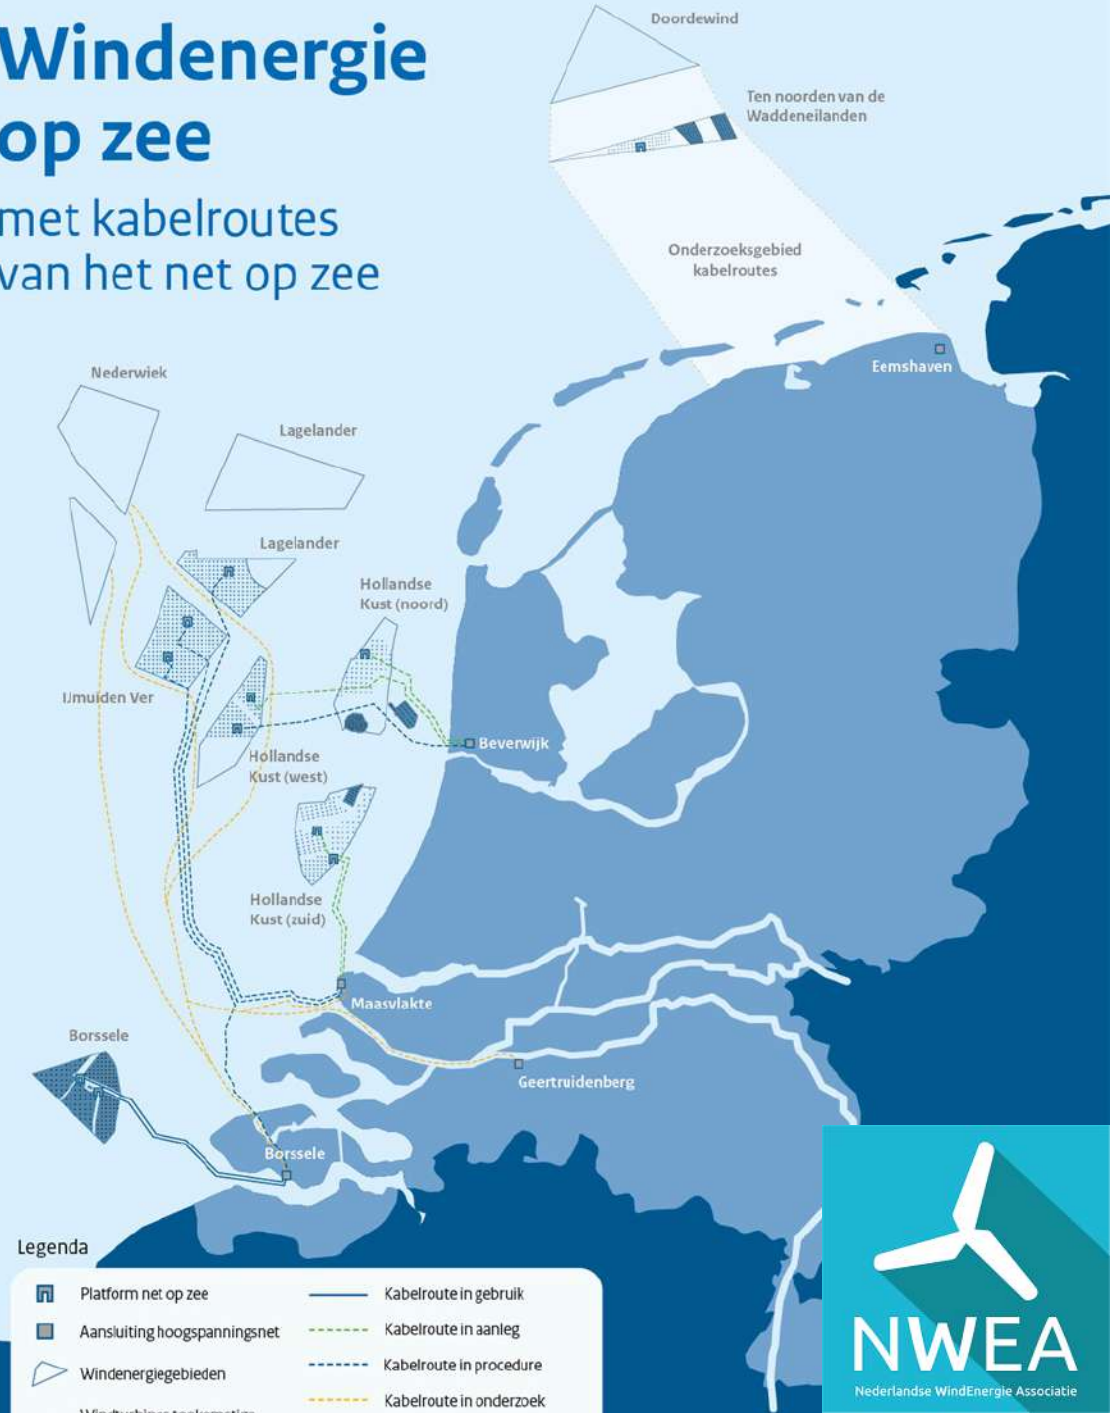 Windenergie
op zee
met kabelroutes
van het net op zee
Doordewind
Ten noorden van de
Waddeneilanden
Onderzoeksgebied
kabelroutes
Eemshaven
Nederwiek
Lagelander
Lagelander
Hollandse
Kust (noord)
IJmuiden Ver
Beverwijk
Hollandse
Kust (west)
Hollandse
Kust (zuid)
Maasvlakte
Borssele
Geertruidenberg
Borssele
Legenda
Platform net op zee
Aansluiting hoogspanningsnet
Windenergiegebieden
Kabelroute in gebruik
Kabelroute in aanleg
Kabelroute in procedure
Kabelroute in onderzoek
NWEA
Nederlandse WindEnergie Associatie